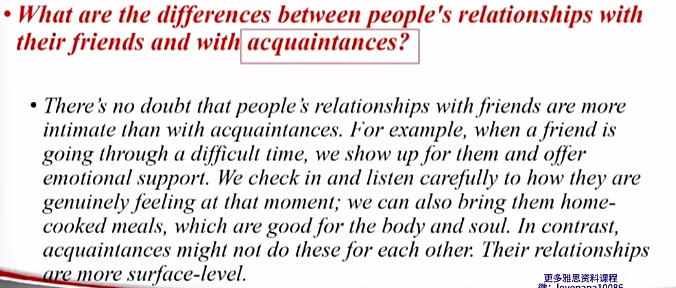 • What are the differences between people's relationships with
their friends and with acquaintances?
• There's no doubt that people's relationships with friends are more
intimate than with acquaintances. For example, when a friend is
going through a difficult time, we show up for them and offer
emotional support. We check in and listen carefully to how they are
genuinely feeling at that moment; we can also bring them home-
cooked meals, which are good for the body and soul. In contrast,
acquaintances might not do these for each other. Their relationships
are more surface-level.
更多雅思资料课程
微：lovepapa10086